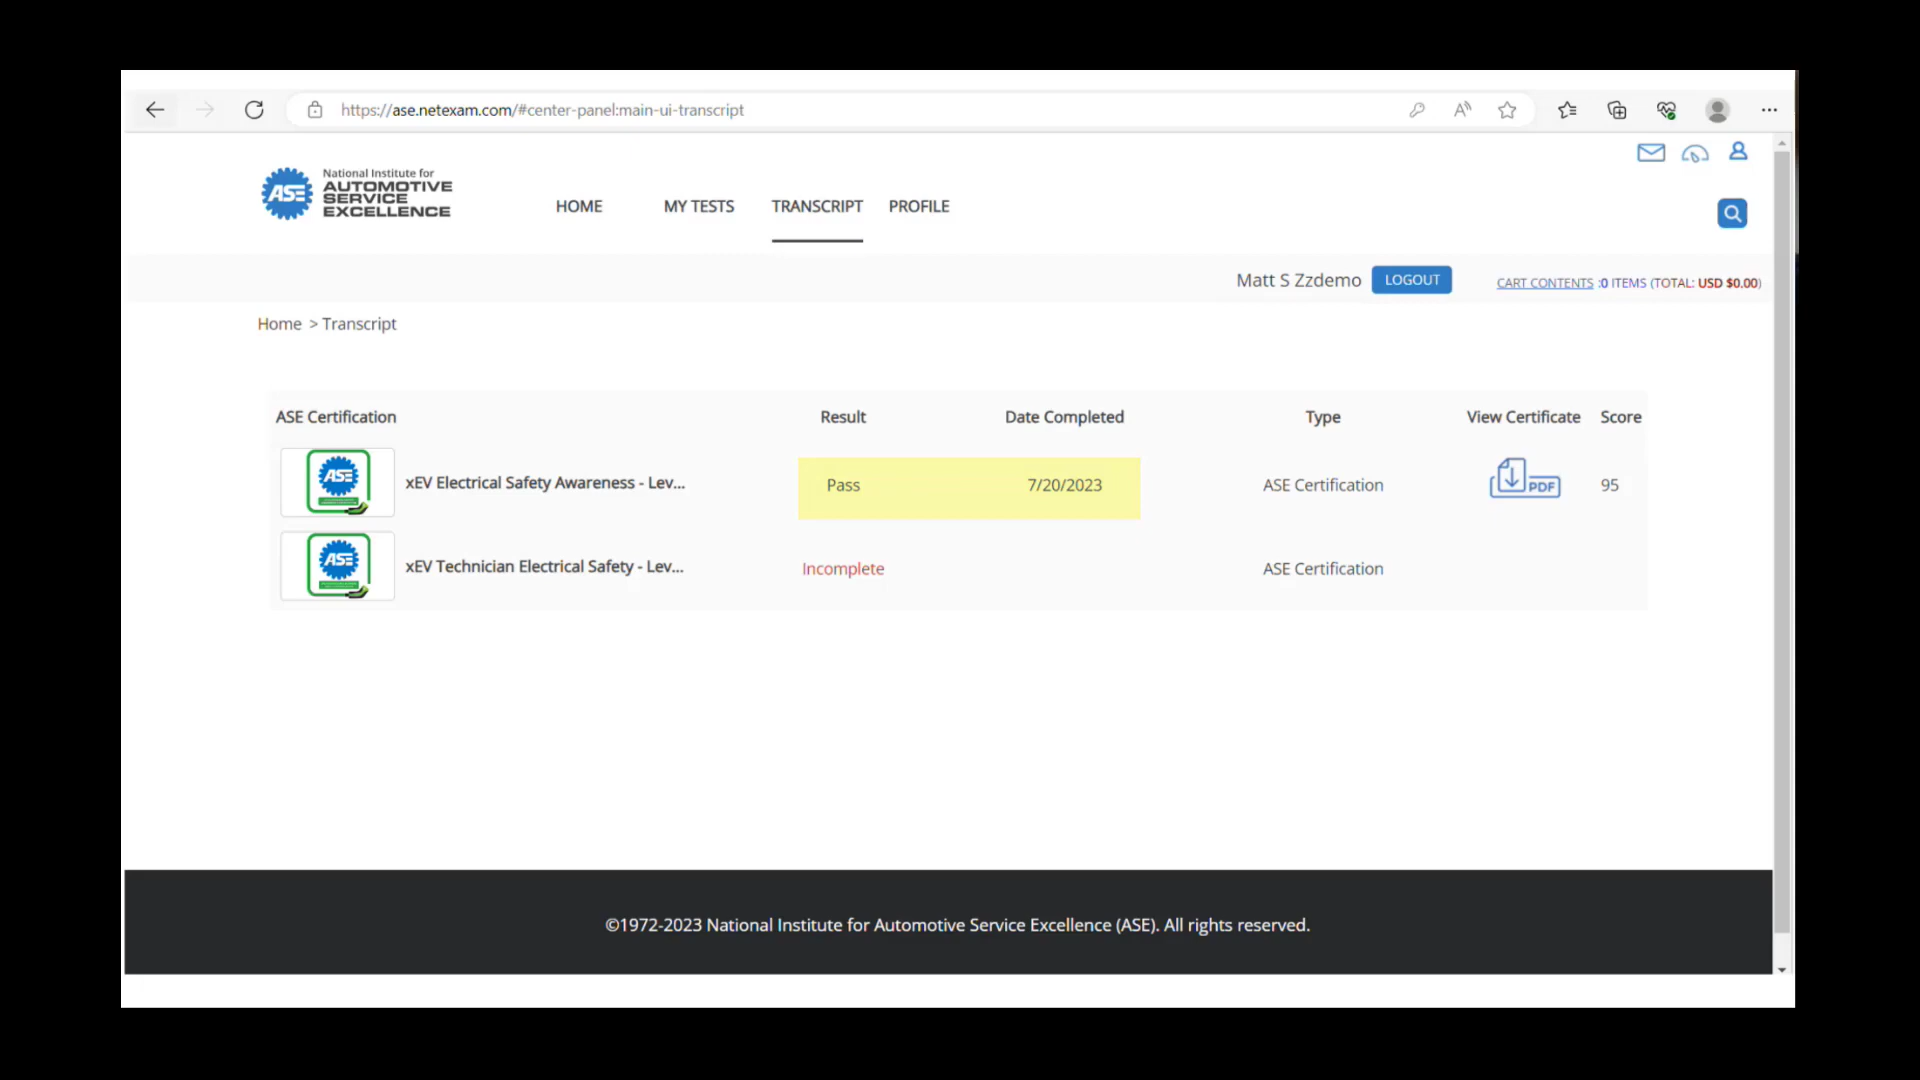 https://ase.netexam.com/#center-panel:main-ui-transcript
ASE
National Institute for
AUTOMOTIVE
SERVICE
EXCELLENCE
HOME MY TESTS TRANSCRIPT PROFILE
Matt S Zzdemo LOGOUT CART CONTENTS :0 ITEMS (TOTAL: USD $0.00)
Home > Transcript
ASE Certification Result Date Completed Type View Certificate Score
ASE xEV Electrical Safety Awareness - Lev... Pass 7/20/2023 ASE Certification PDF 95
ASE xEV Technician Electrical Safety - Lev... Incomplete ASE Certification
©1972-2023 National Institute for Automotive Service Excellence (ASE). All rights reserved.